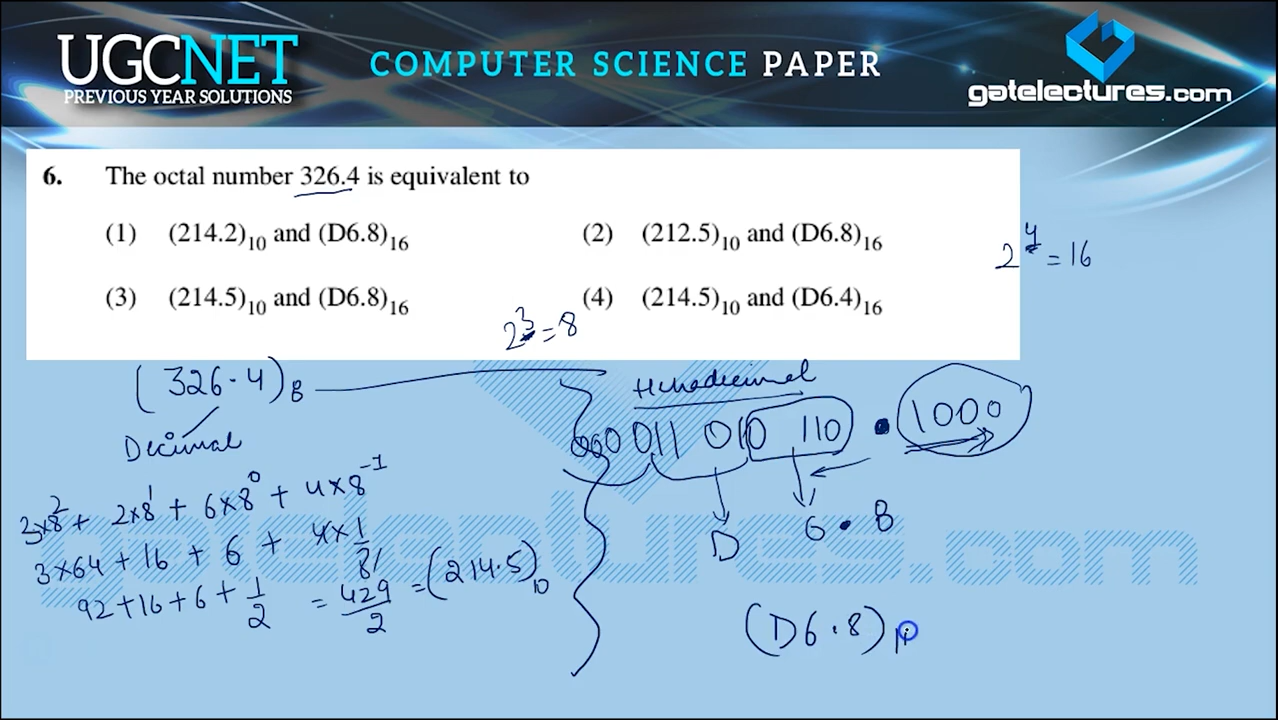 UGCNET
PREVIOUS YEAR SOLUTIONS
COMPUTER SCIENCE PAPER
gatelectures.com
6. The octal number 326.4 is equivalent to
(1) (214.2)10 and (D6.8)16
(2) (212.5)10 and (D6.8)16
(3) (214.5)10 and (D6.8)16
(4) (214.5)10 and (D6.4)16
2^4 = 16
2^3 = 8
(326.4)8
Decimal
3×8^2 + 2×8^1 + 6×8^0 + 4×8^-1
3×64 + 16 + 6 + 4×1/8
92+16+6+1/2 = 429/2 = (214.5)10
Hexadecimal
000 011 010 110 . 1000
D 6 . 8
(D6.8)
gatelectures.com